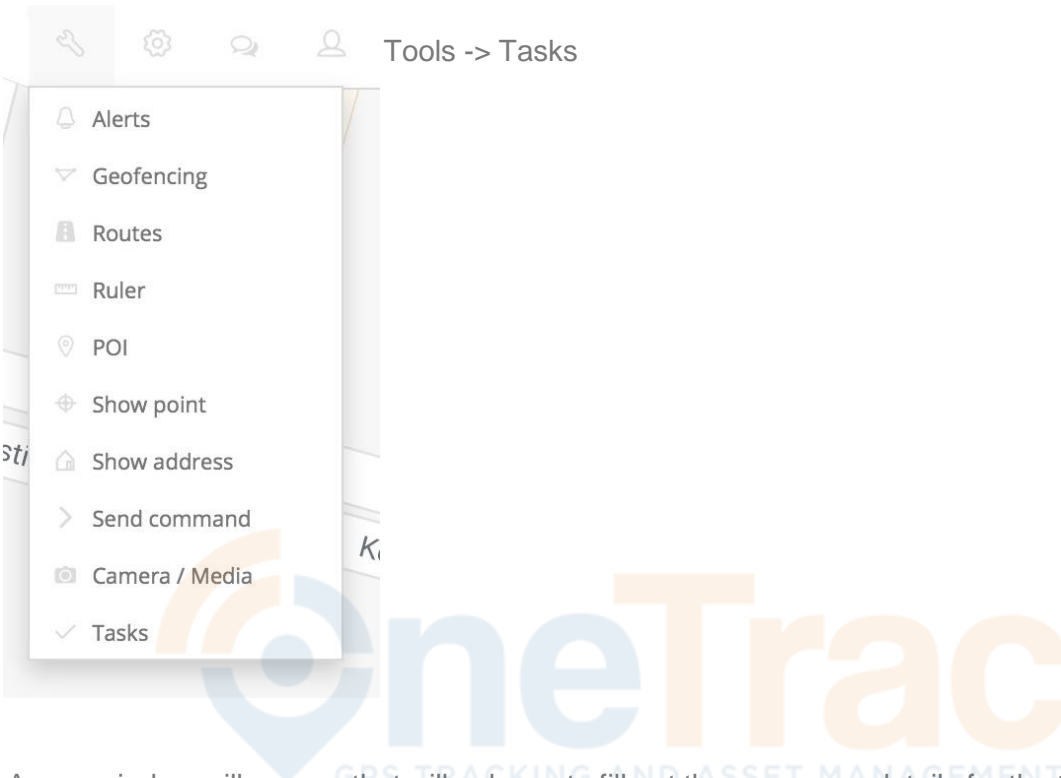 Tools -> Tasks
Alerts
Geofencing
Routes
Ruler
POI
Show point
Show address
Send command
Camera / Media
Tasks
OneTrac
GPS TRACKING AND ASSET MANAGEMENT